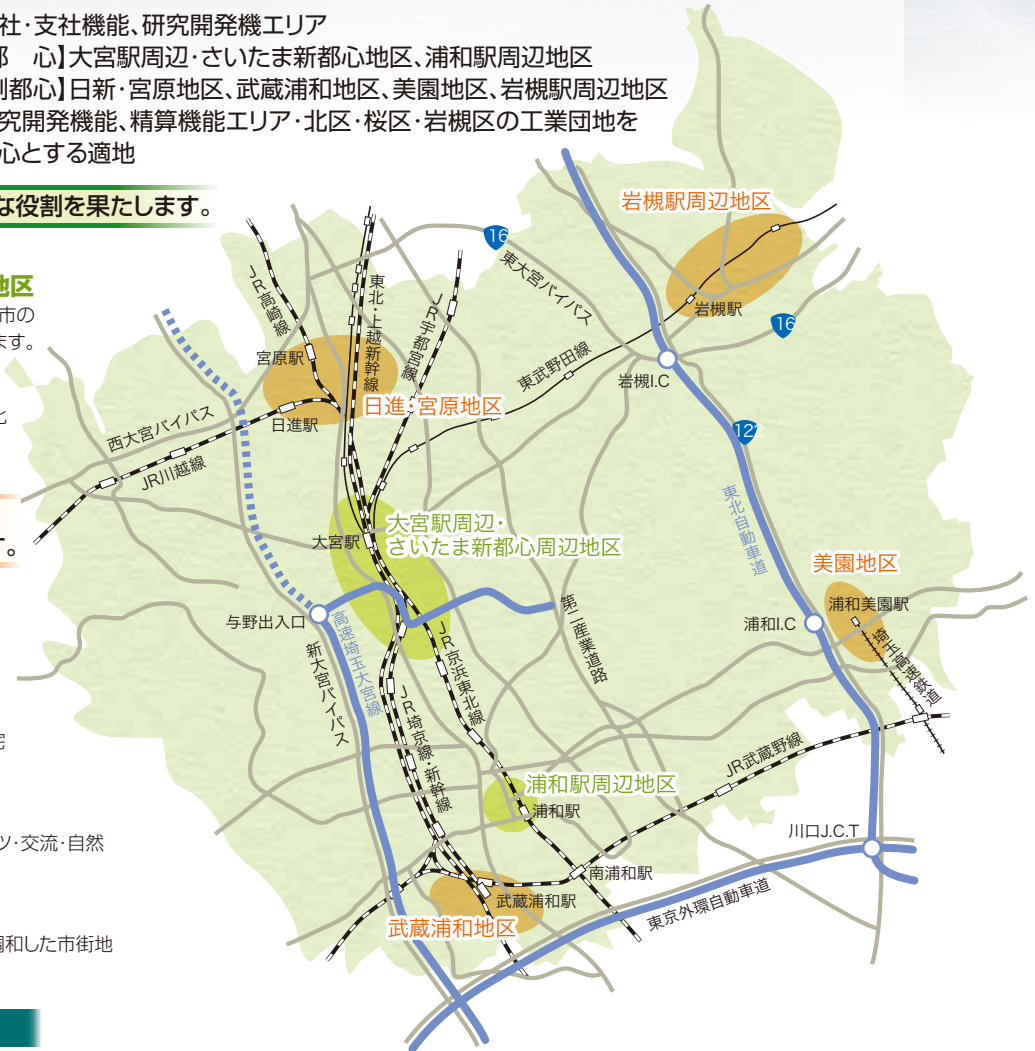 社・支社機能、研究開発機エリア
都 心】大宮駅周辺・さいたま新都心地区、浦和駅周辺地区
副都心】日新・宮原地区、武蔵浦和地区、美園地区、岩槻駅周辺地区
究開発機能、精算機能エリア・北区・桜区・岩槻区の工業団地を
心とする適地
な役割を果たします。
地区
市の
ます。
西大宮バイパス
JR川越線
JR高崎線
宮原駅
日進駅
日進・宮原地区
東北・上越新幹線
JR宇都宮線
16
東大宮バイパス
東武野田線
岩槻駅周辺地区
岩槻駅
16
岩槻I.C
122
東北自動車道
す。
大宮駅
大宮駅周辺・
さいたま新都心周辺地区
与野出入口
高速埼玉大宮線
新大宮バイパス
JR京浜東北線
JR埼京線・新幹線
第二産業道路
美園地区
浦和美園駅
浦和I.C
埼玉高速鉄道
JR武蔵野線
浦和駅周辺地区
浦和駅
川口J.C.T
南浦和駅
武蔵浦和駅
武蔵浦和地区
東京外環自動車道
ツ・交流・自然
調和した市街地